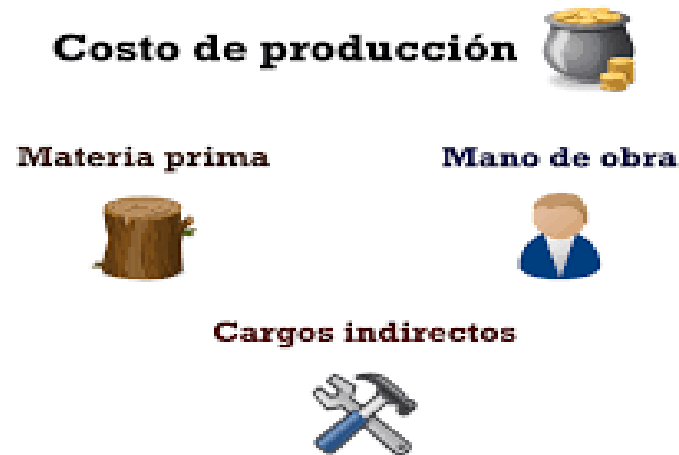 Costo de producción
Materia prima
Mano de obra
Cargos indirectos